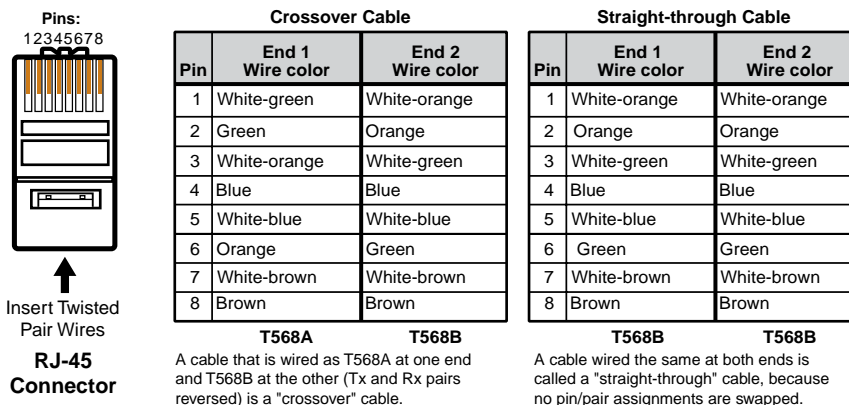 Pins:
12345678
Insert Twisted
Pair Wires
RJ-45
Connector
Crossover Cable
Pin End 1 Wire color End 2 Wire color
1 White-green White-orange
2 Green Orange
3 White-orange White-green
4 Blue Blue
5 White-blue White-blue
6 Orange Green
7 White-brown White-brown
8 Brown Brown
T568A T568B
A cable that is wired as T568A at one end
and T568B at the other (Tx and Rx pairs
reversed) is a "crossover" cable.
Straight-through Cable
Pin End 1 Wire color End 2 Wire color
1 White-orange White-orange
2 Orange Orange
3 White-green White-green
4 Blue Blue
5 White-blue White-blue
6 Green Green
7 White-brown White-brown
8 Brown Brown
T568B T568B
A cable wired the same at both ends is
called a "straight-through" cable, because
no pin/pair assignments are swapped.